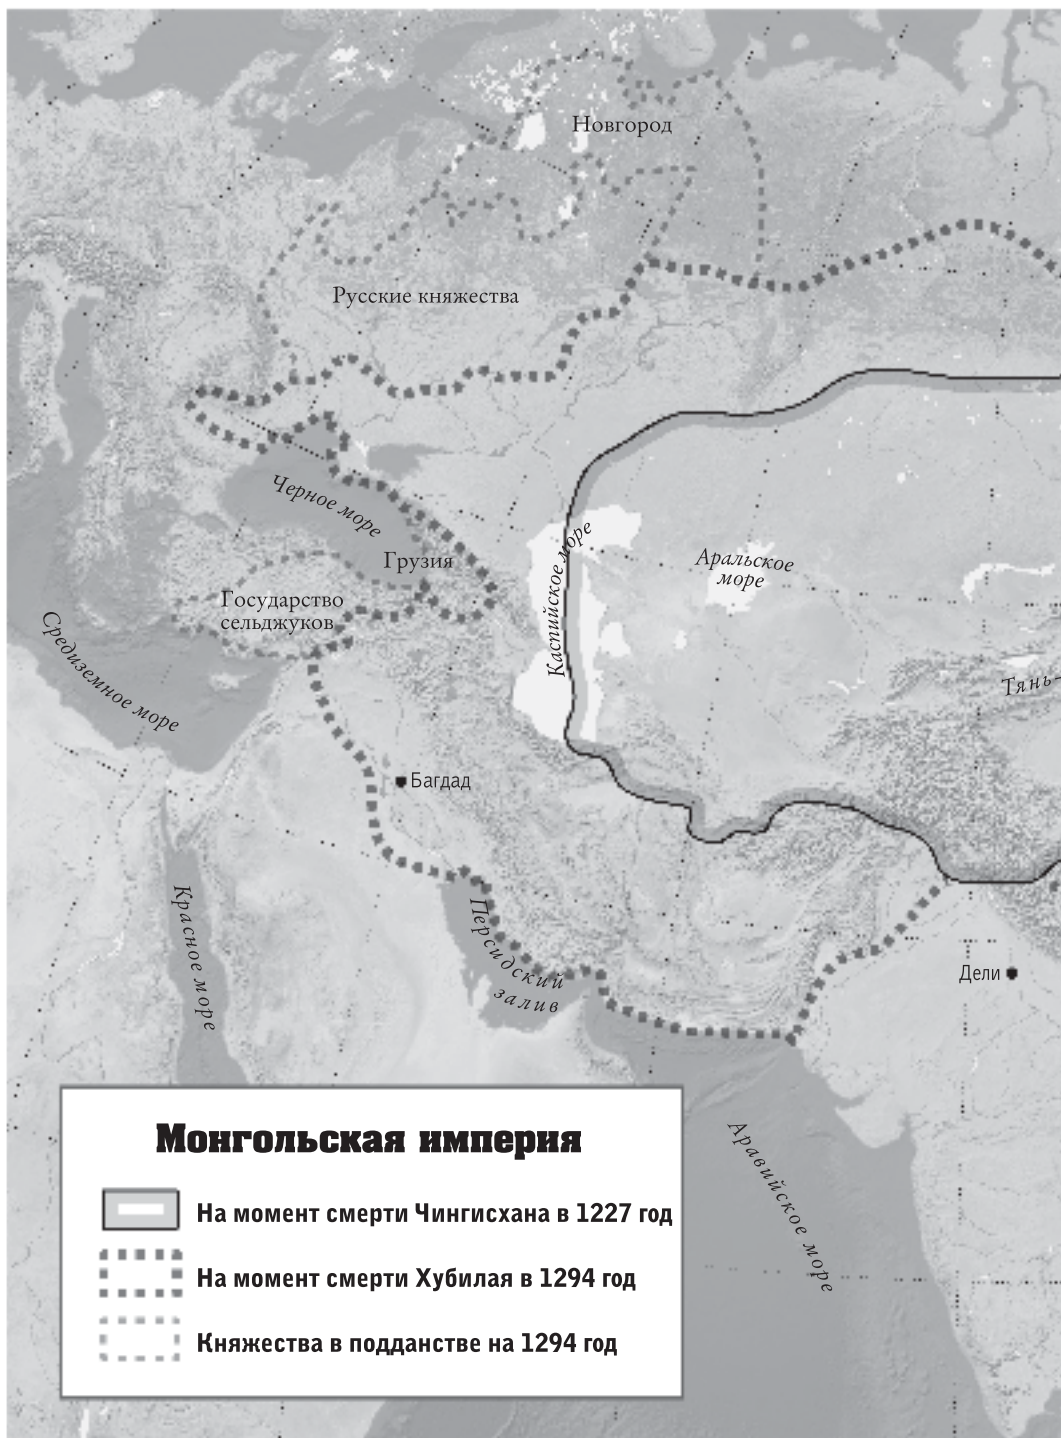 Новгород
Русские княжества
Черное море
Грузия
Каспийское море
Аральское
море
Государство
сельджуков
Средиземное море
Тянь-
Багдад
Красное море
Персидский
залив
Дели
Аравийское море
Монгольская империя
На момент смерти Чингисхана в 1227 год
На момент смерти Хубилая в 1294 год
Княжества в подданстве на 1294 год